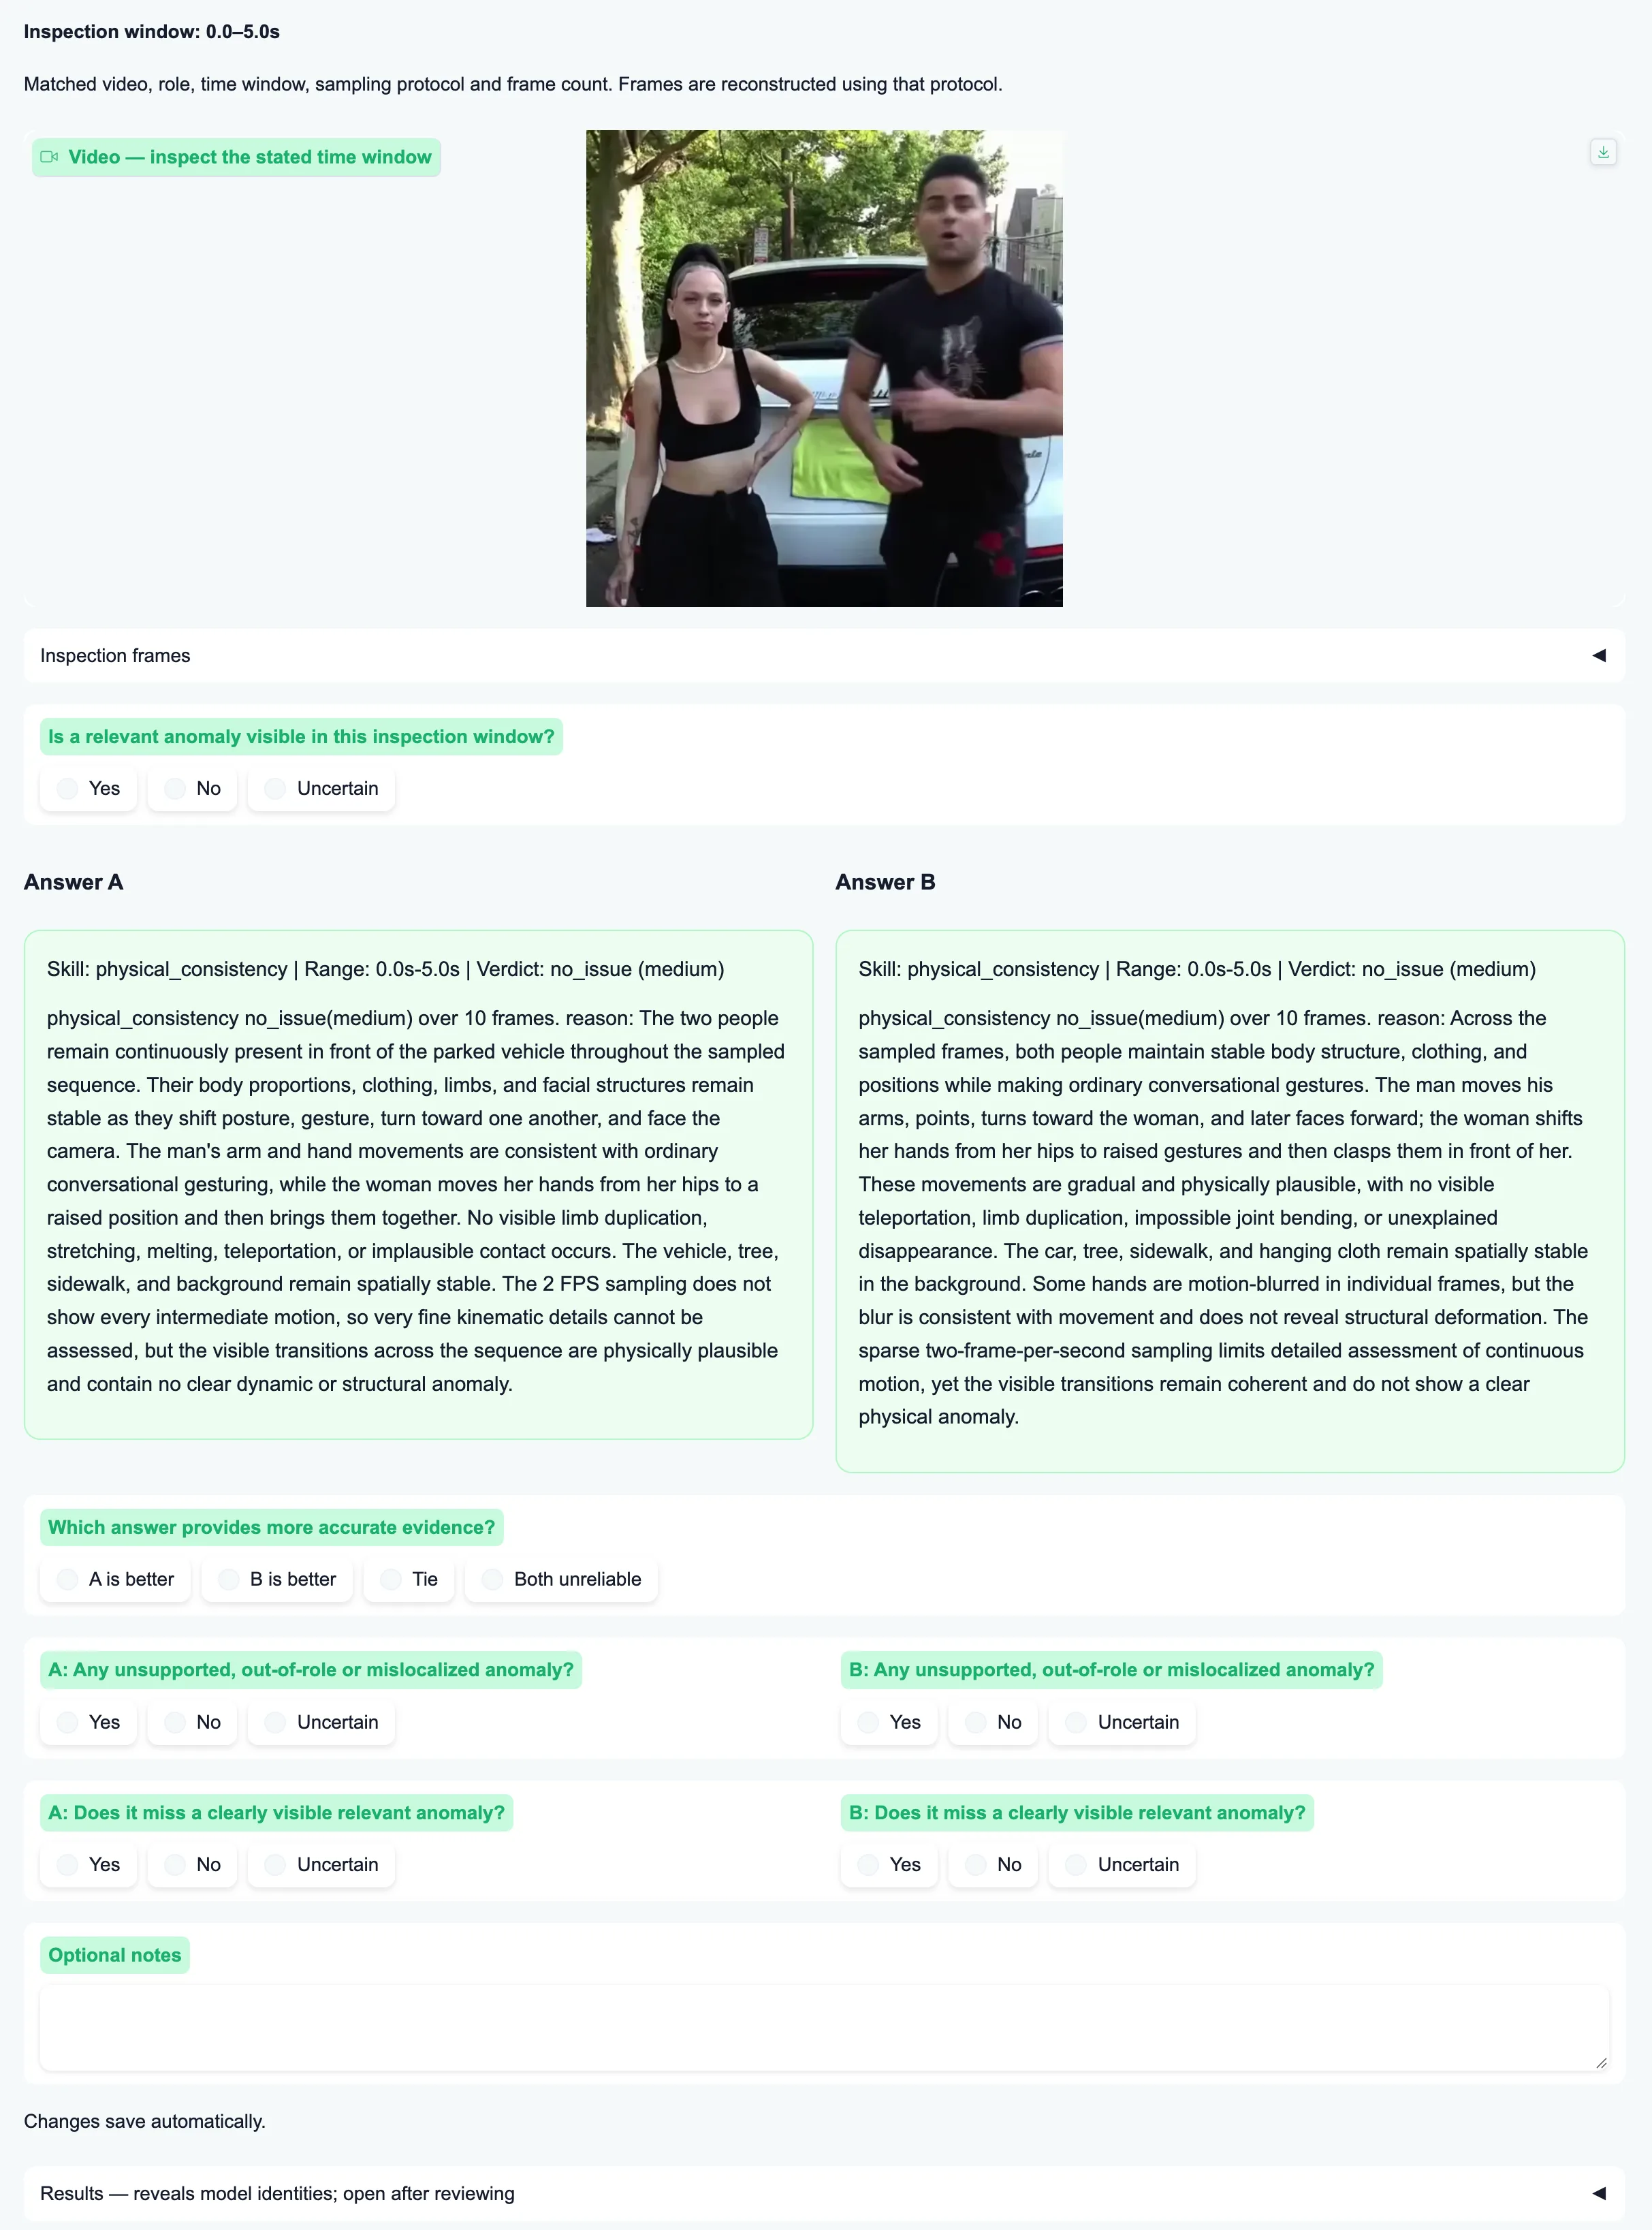 Inspection window: 0.0–5.0s
Matched video, role, time window, sampling protocol and frame count. Frames are reconstructed using that protocol.
Video — inspect the stated time window
Inspection frames
Is a relevant anomaly visible in this inspection window?
Yes No Uncertain
Answer A
Skill: physical_consistency | Range: 0.0s-5.0s | Verdict: no_issue (medium)
physical_consistency no_issue(medium) over 10 frames. reason: The two people
remain continuously present in front of the parked vehicle throughout the sampled
sequence. Their body proportions, clothing, limbs, and facial structures remain
stable as they shift posture, gesture, turn toward one another, and face the
camera. The man's arm and hand movements are consistent with ordinary
conversational gesturing, while the woman moves her hands from her hips to a
raised position and then brings them together. No visible limb duplication,
stretching, melting, teleportation, or implausible contact occurs. The vehicle, tree,
sidewalk, and background remain spatially stable. The 2 FPS sampling does not
show every intermediate motion, so very fine kinematic details cannot be
assessed, but the visible transitions across the sequence are physically plausible
and contain no clear dynamic or structural anomaly.
Answer B
Skill: physical_consistency | Range: 0.0s-5.0s | Verdict: no_issue (medium)
physical_consistency no_issue(medium) over 10 frames. reason: Across the
sampled frames, both people maintain stable body structure, clothing, and
positions while making ordinary conversational gestures. The man moves his
arms, points, turns toward the woman, and later faces forward; the woman shifts
her hands from her hips to raised gestures and then clasps them in front of her.
These movements are gradual and physically plausible, with no visible
teleportation, limb duplication, impossible joint bending, or unexplained
disappearance. The car, tree, sidewalk, and hanging cloth remain spatially stable
in the background. Some hands are motion-blurred in individual frames, but the
blur is consistent with movement and does not reveal structural deformation. The
sparse two-frame-per-second sampling limits detailed assessment of continuous
motion, yet the visible transitions remain coherent and do not show a clear
physical anomaly.
Which answer provides more accurate evidence?
A is better B is better Tie Both unreliable
A: Any unsupported, out-of-role or mislocalized anomaly?
Yes No Uncertain
B: Any unsupported, out-of-role or mislocalized anomaly?
Yes No Uncertain
A: Does it miss a clearly visible relevant anomaly?
Yes No Uncertain
B: Does it miss a clearly visible relevant anomaly?
Yes No Uncertain
Optional notes
Changes save automatically.
Results — reveals model identities; open after reviewing